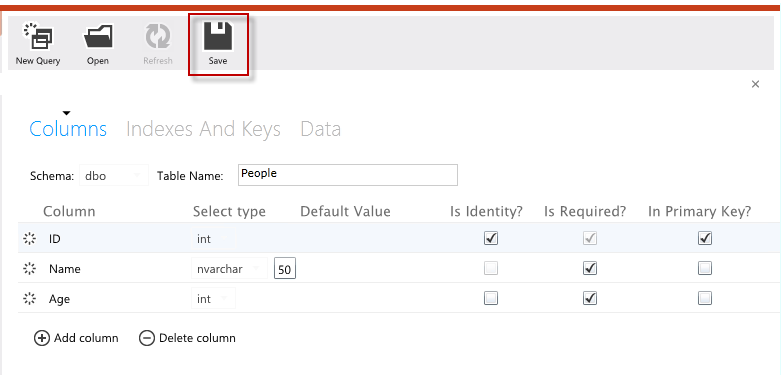 New Query Open Refresh Save
Columns Indexes And Keys Data
Schema: dbo Table Name: People
Column Select type Default Value Is Identity? Is Required? In Primary Key?
ID int
Name nvarchar 50
Age int
Add column Delete column